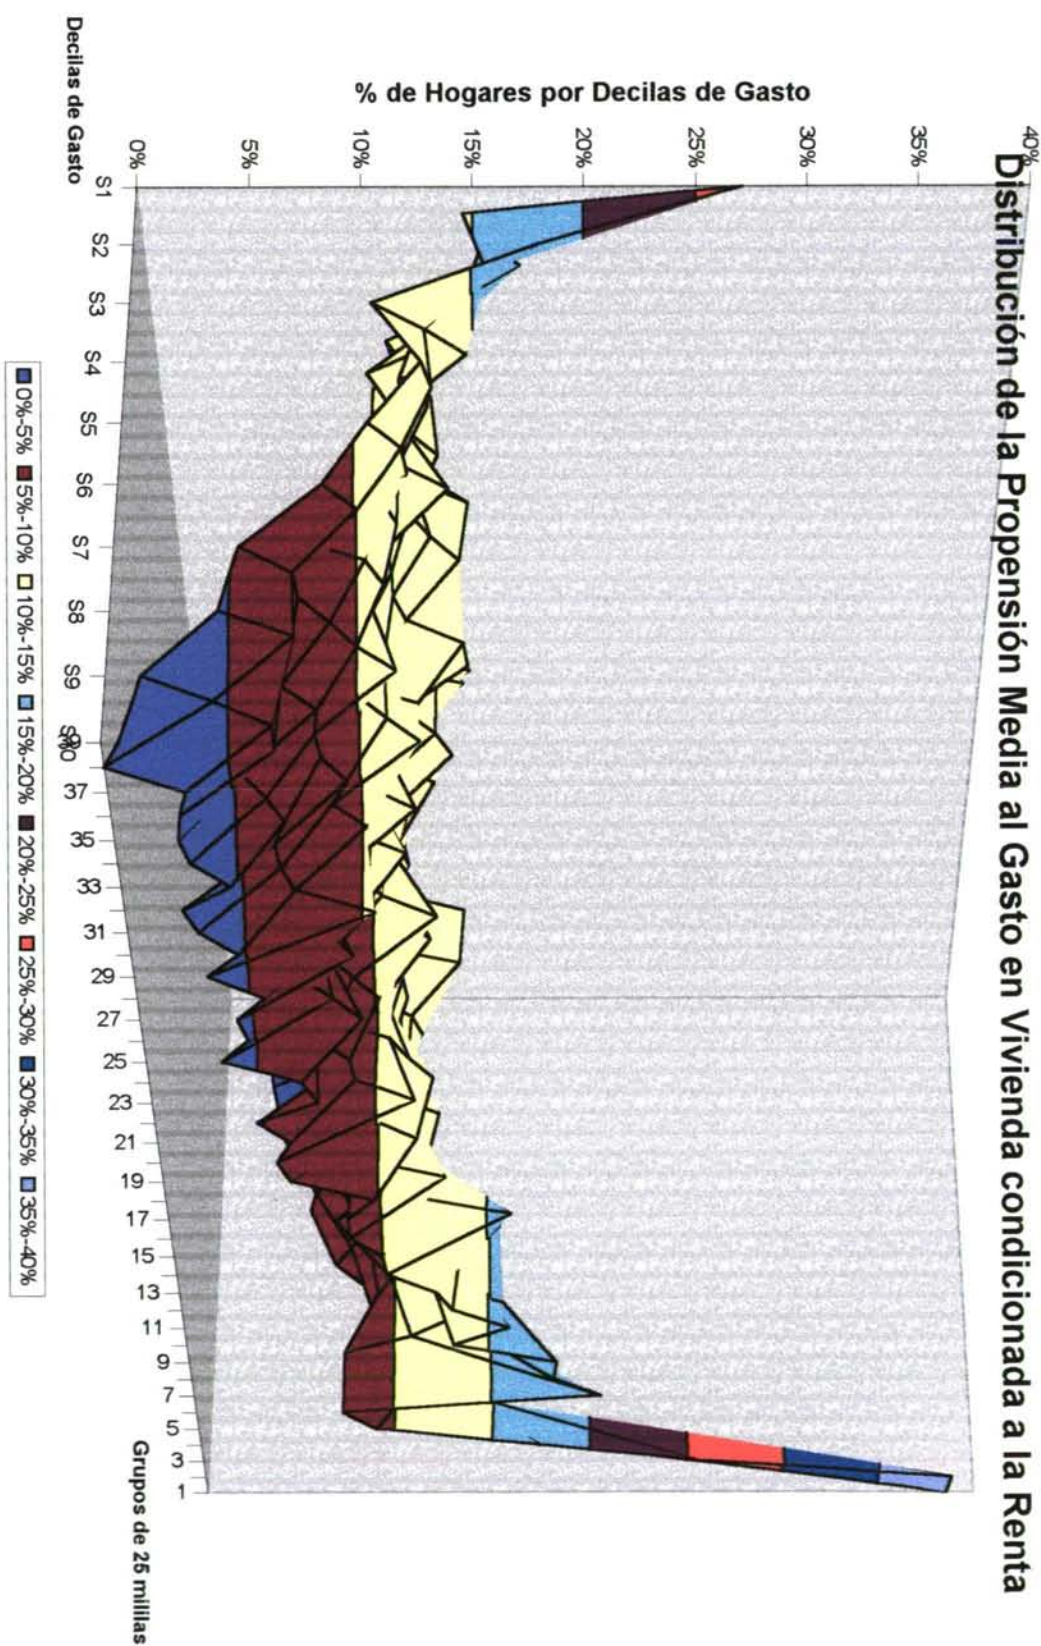 Distribución de la Propensión Media al Gasto en Vivienda condicionada a la Renta
% de Hogares por Decilas de Gasto
40%
35%
30%
25%
20%
15%
10%
5%
0%
Decilas de Gasto
S1
S2
S3
S4
S5
S6
S7
S8
S9
37
35
33
31
29
27
25
23
21
19
17
15
13
11
9
7
5
3
1
Grupos de 25 mililas
0%-5% 5%-10% 10%-15% 15%-20% 20%-25% 25%-30% 30%-35% 35%-40%